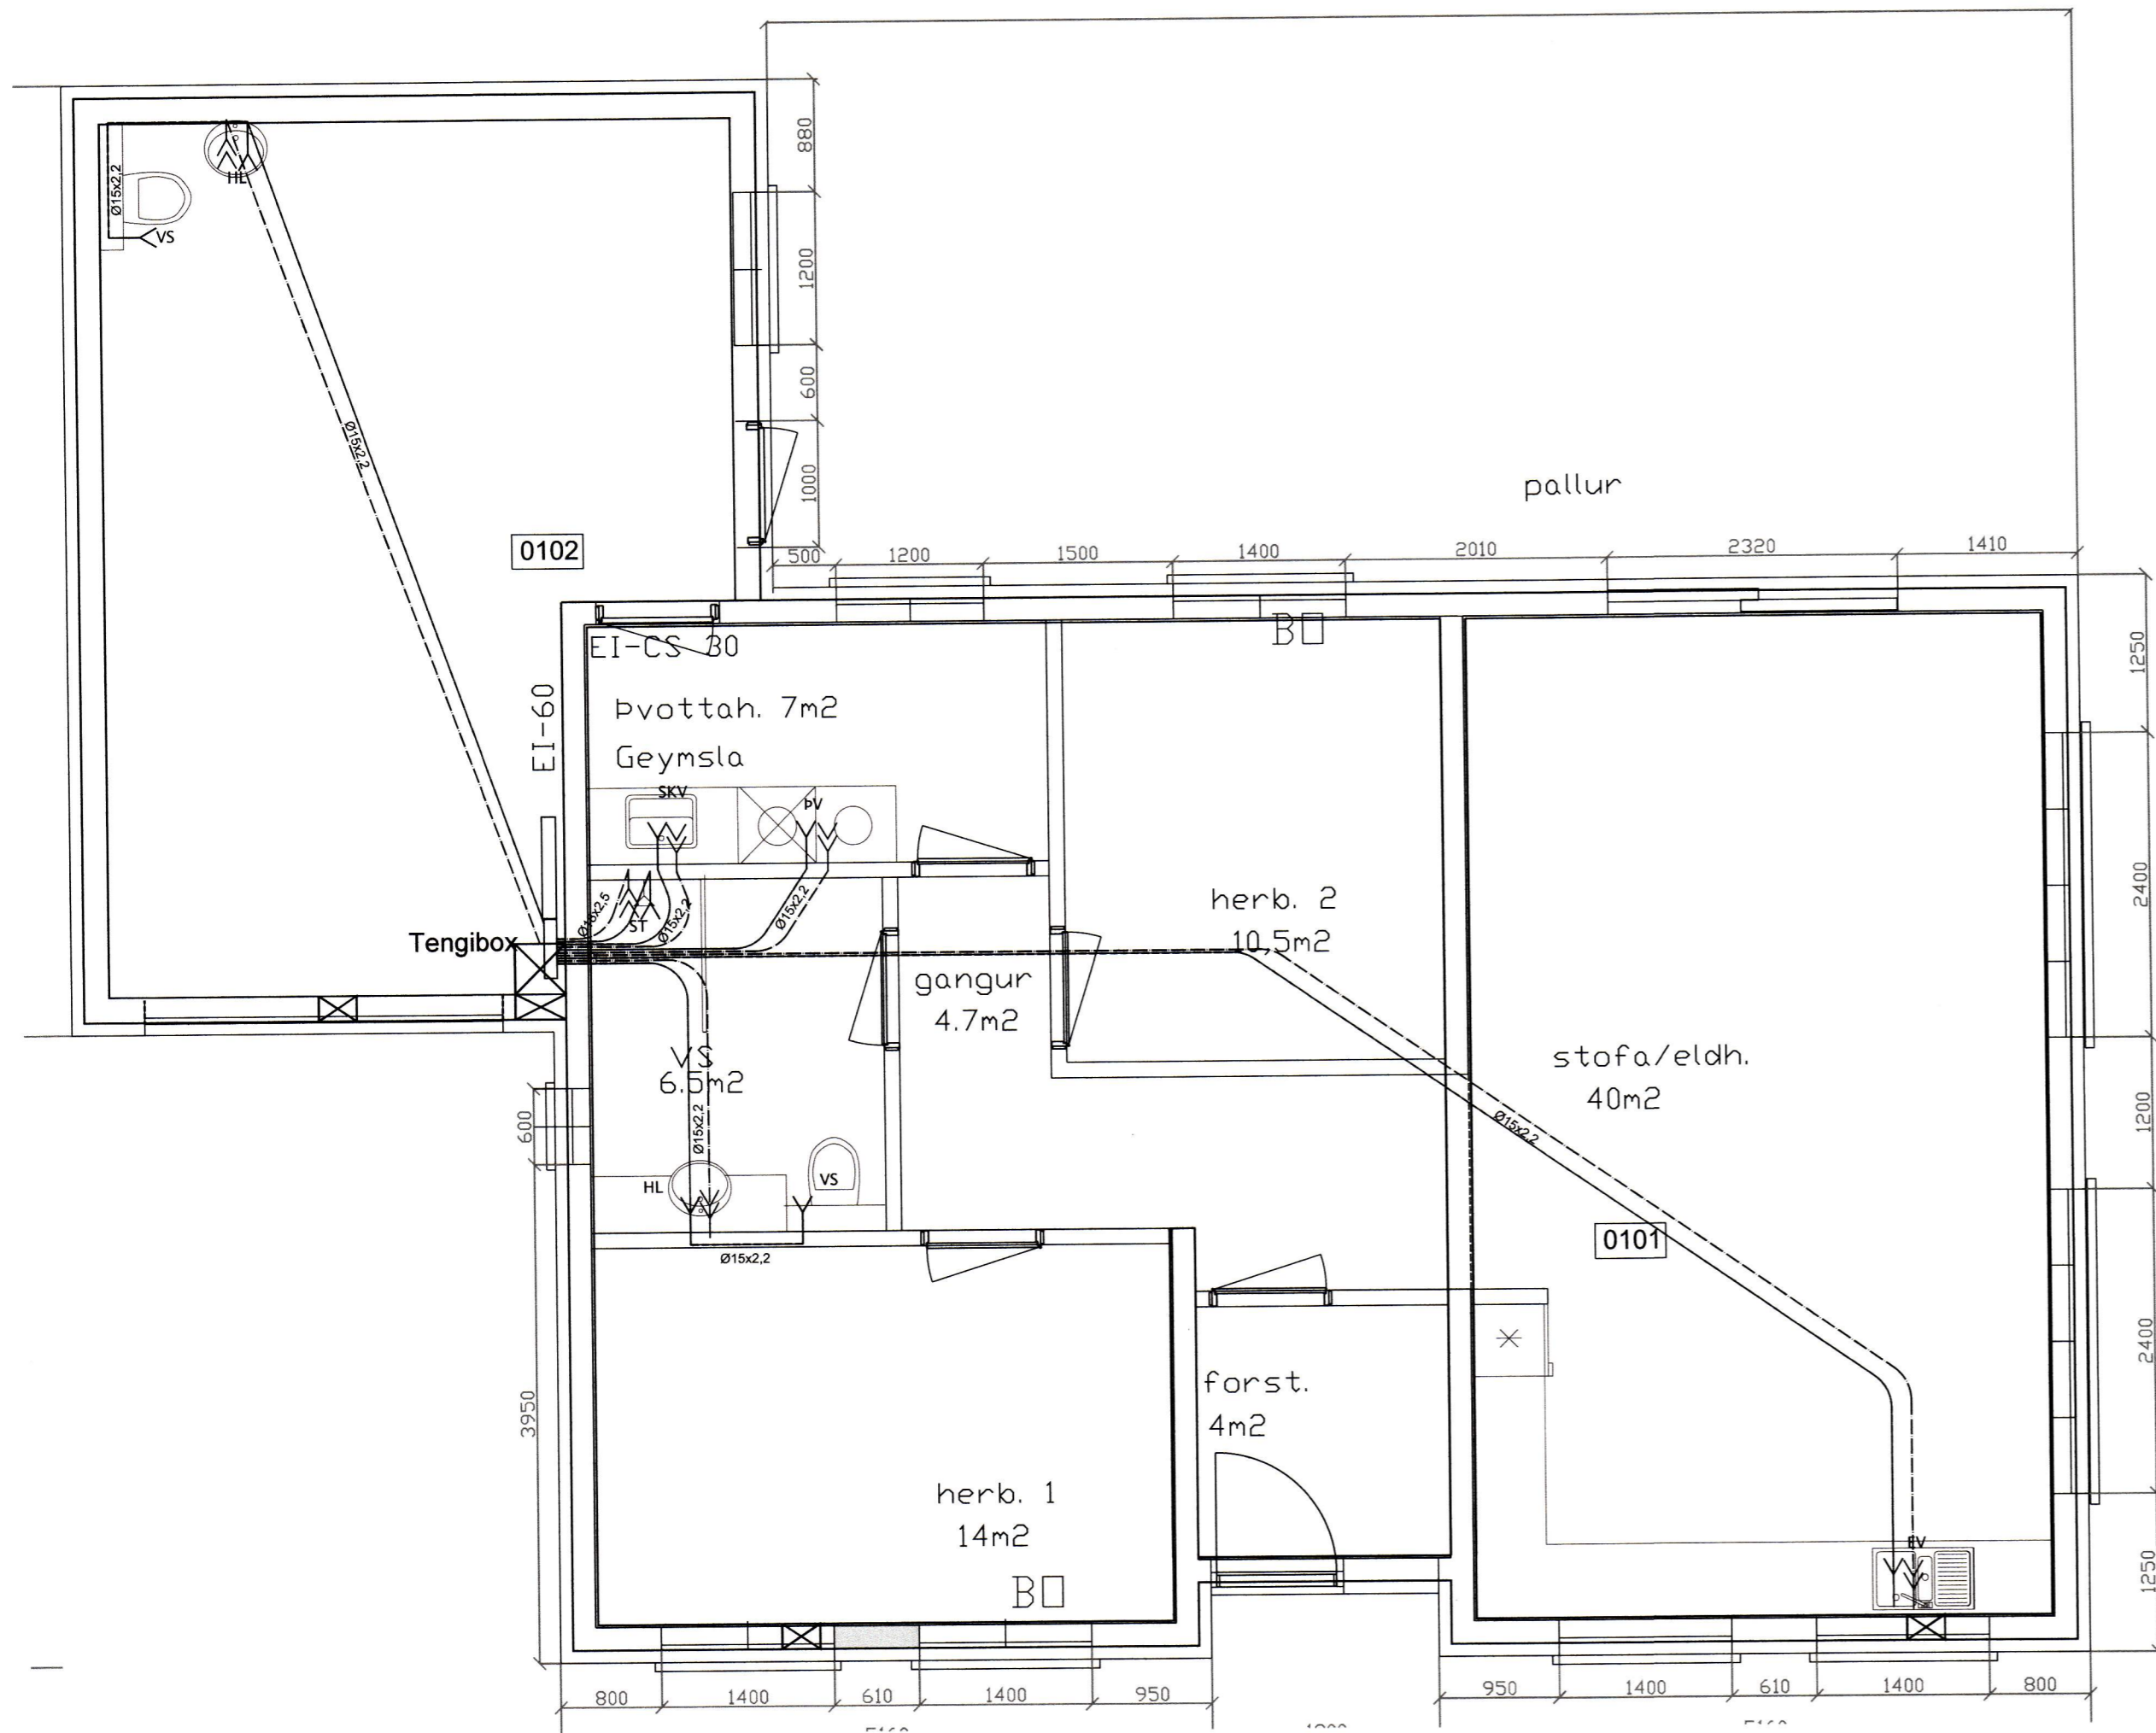 880
Ø15x2,2
HL
VS
1200
600
Ø15x2,2
1000
pallur
0102
500
1200
1500
1400
2010
2320
1410
EI-CS 30
B
EI-60
Þvottah. 7m2
Geymsla
1250
SKV
ÞV
2400
herb. 2
10.5m2
Ø15x2,2
ST
Ø15x2,2
Tengibox
gangur
4.7m2
VS
6.5m2
stofa/eldh.
40m2
600
Ø15x2,2
Ø15x2,2
1200
HL
VS
0101
Ø15x2,2
2400
forst.
4m2
3950
herb. 1
14m2
B
EV
1250
800
1400
610
1400
950
950
1400
610
1400
800